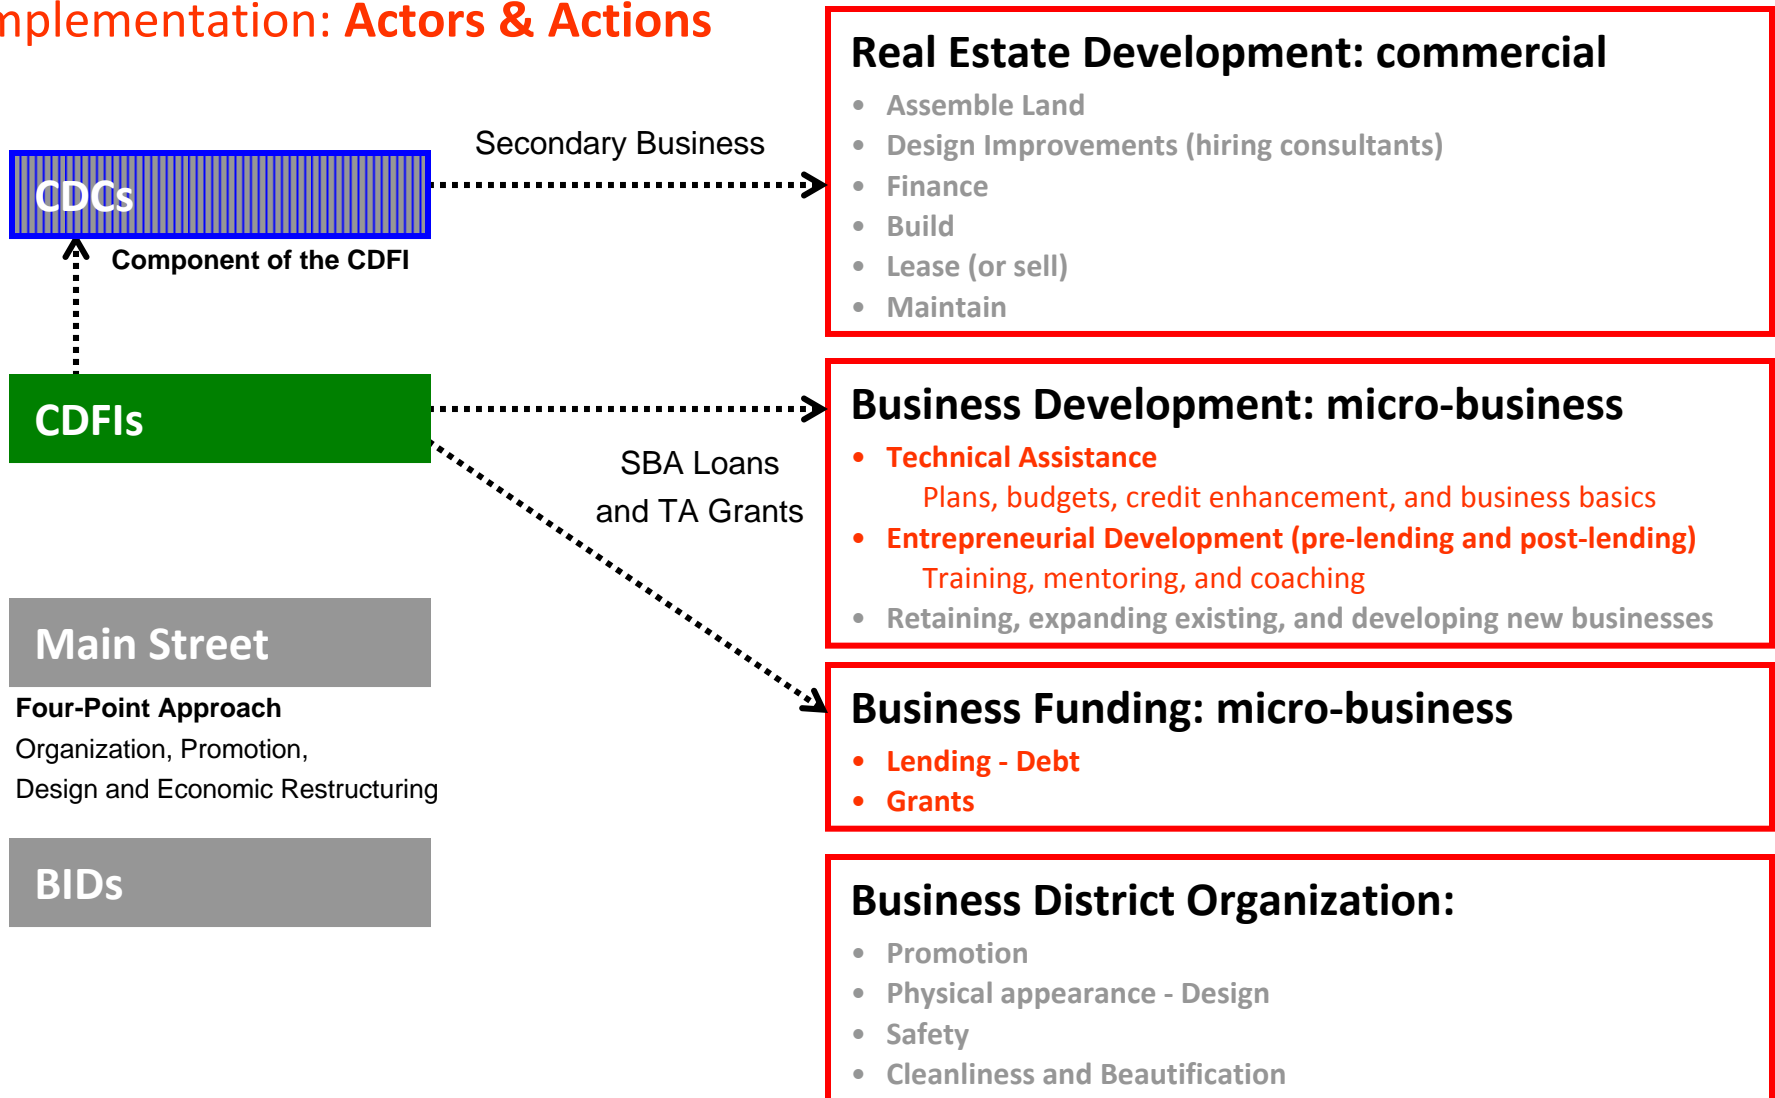 mplementation: Actors & Actions
CDCs
Component of the CDFI
Secondary Business
CDFIs
SBA Loans
and TA Grants
Main Street
Four-Point Approach
Organization, Promotion,
Design and Economic Restructuring
BIDs
Real Estate Development: commercial
• Assemble Land
• Design Improvements (hiring consultants)
• Finance
• Build
• Lease (or sell)
• Maintain
Business Development: micro-business
• Technical Assistance
Plans, budgets, credit enhancement, and business basics
• Entrepreneurial Development (pre-lending and post-lending)
Training, mentoring, and coaching
• Retaining, expanding existing, and developing new businesses
Business Funding: micro-business
• Lending - Debt
• Grants
Business District Organization:
• Promotion
• Physical appearance - Design
• Safety
• Cleanliness and Beautification